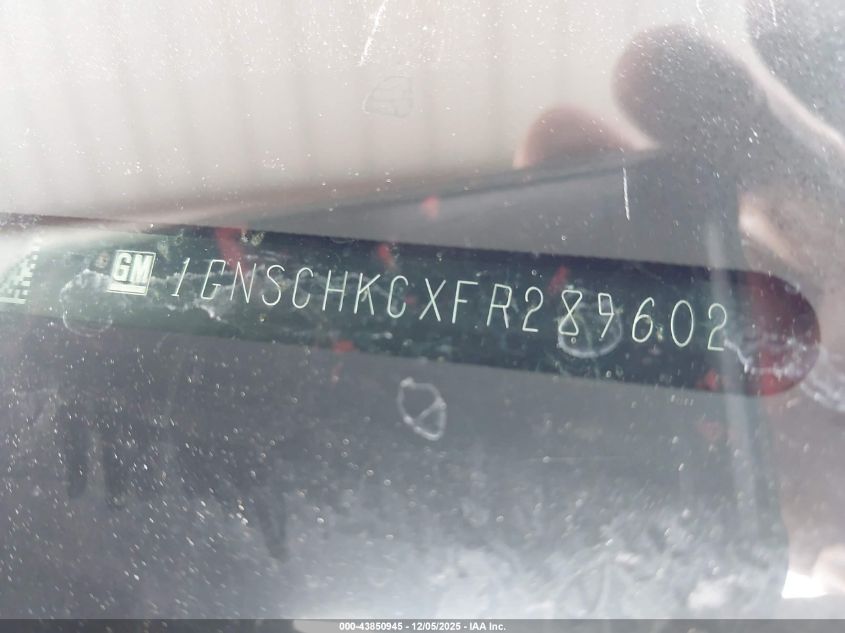 GM 1GNSCHKCXFR289602
000-43850945 - 12/05/2025 - IAA Inc.